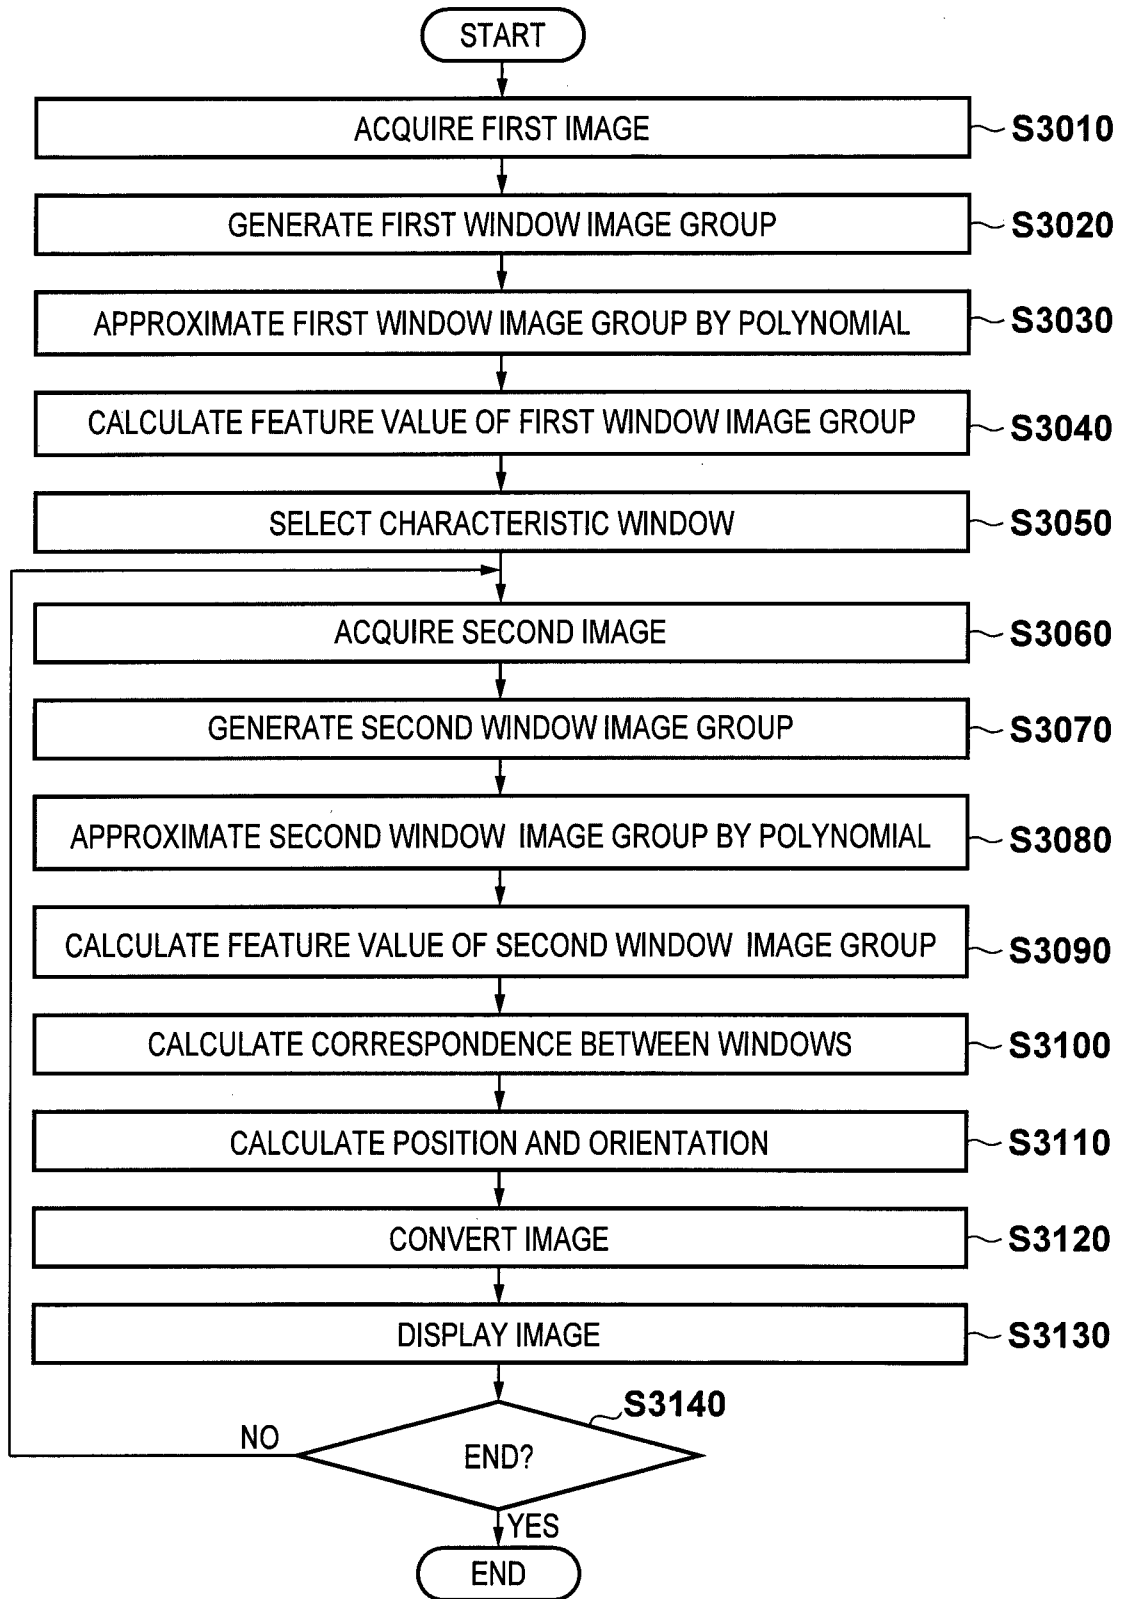 START
ACQUIRE FIRST IMAGE
S3010
GENERATE FIRST WINDOW IMAGE GROUP
S3020
APPROXIMATE FIRST WINDOW IMAGE GROUP BY POLYNOMIAL
S3030
CALCULATE FEATURE VALUE OF FIRST WINDOW IMAGE GROUP
S3040
SELECT CHARACTERISTIC WINDOW
S3050
ACQUIRE SECOND IMAGE
S3060
GENERATE SECOND WINDOW IMAGE GROUP
S3070
APPROXIMATE SECOND WINDOW IMAGE GROUP BY POLYNOMIAL
S3080
CALCULATE FEATURE VALUE OF SECOND WINDOW IMAGE GROUP
S3090
CALCULATE CORRESPONDENCE BETWEEN WINDOWS
S3100
CALCULATE POSITION AND ORIENTATION
S3110
CONVERT IMAGE
S3120
DISPLAY IMAGE
S3130
S3140
NO
END?
YES
END